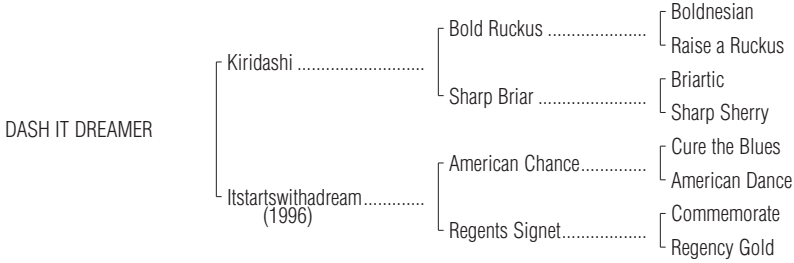 Boldnesian
Bold Ruckus .....................
Raise a Ruckus
Kiridashi ...........................
Briartic
Sharp Briar .......................
Sharp Sherry
DASH IT DREAMER
Cure the Blues
American Chance..............
American Dance
Itstartswithadream.............
(1996)
Commemorate
Regents Signet..................
Regency Gold